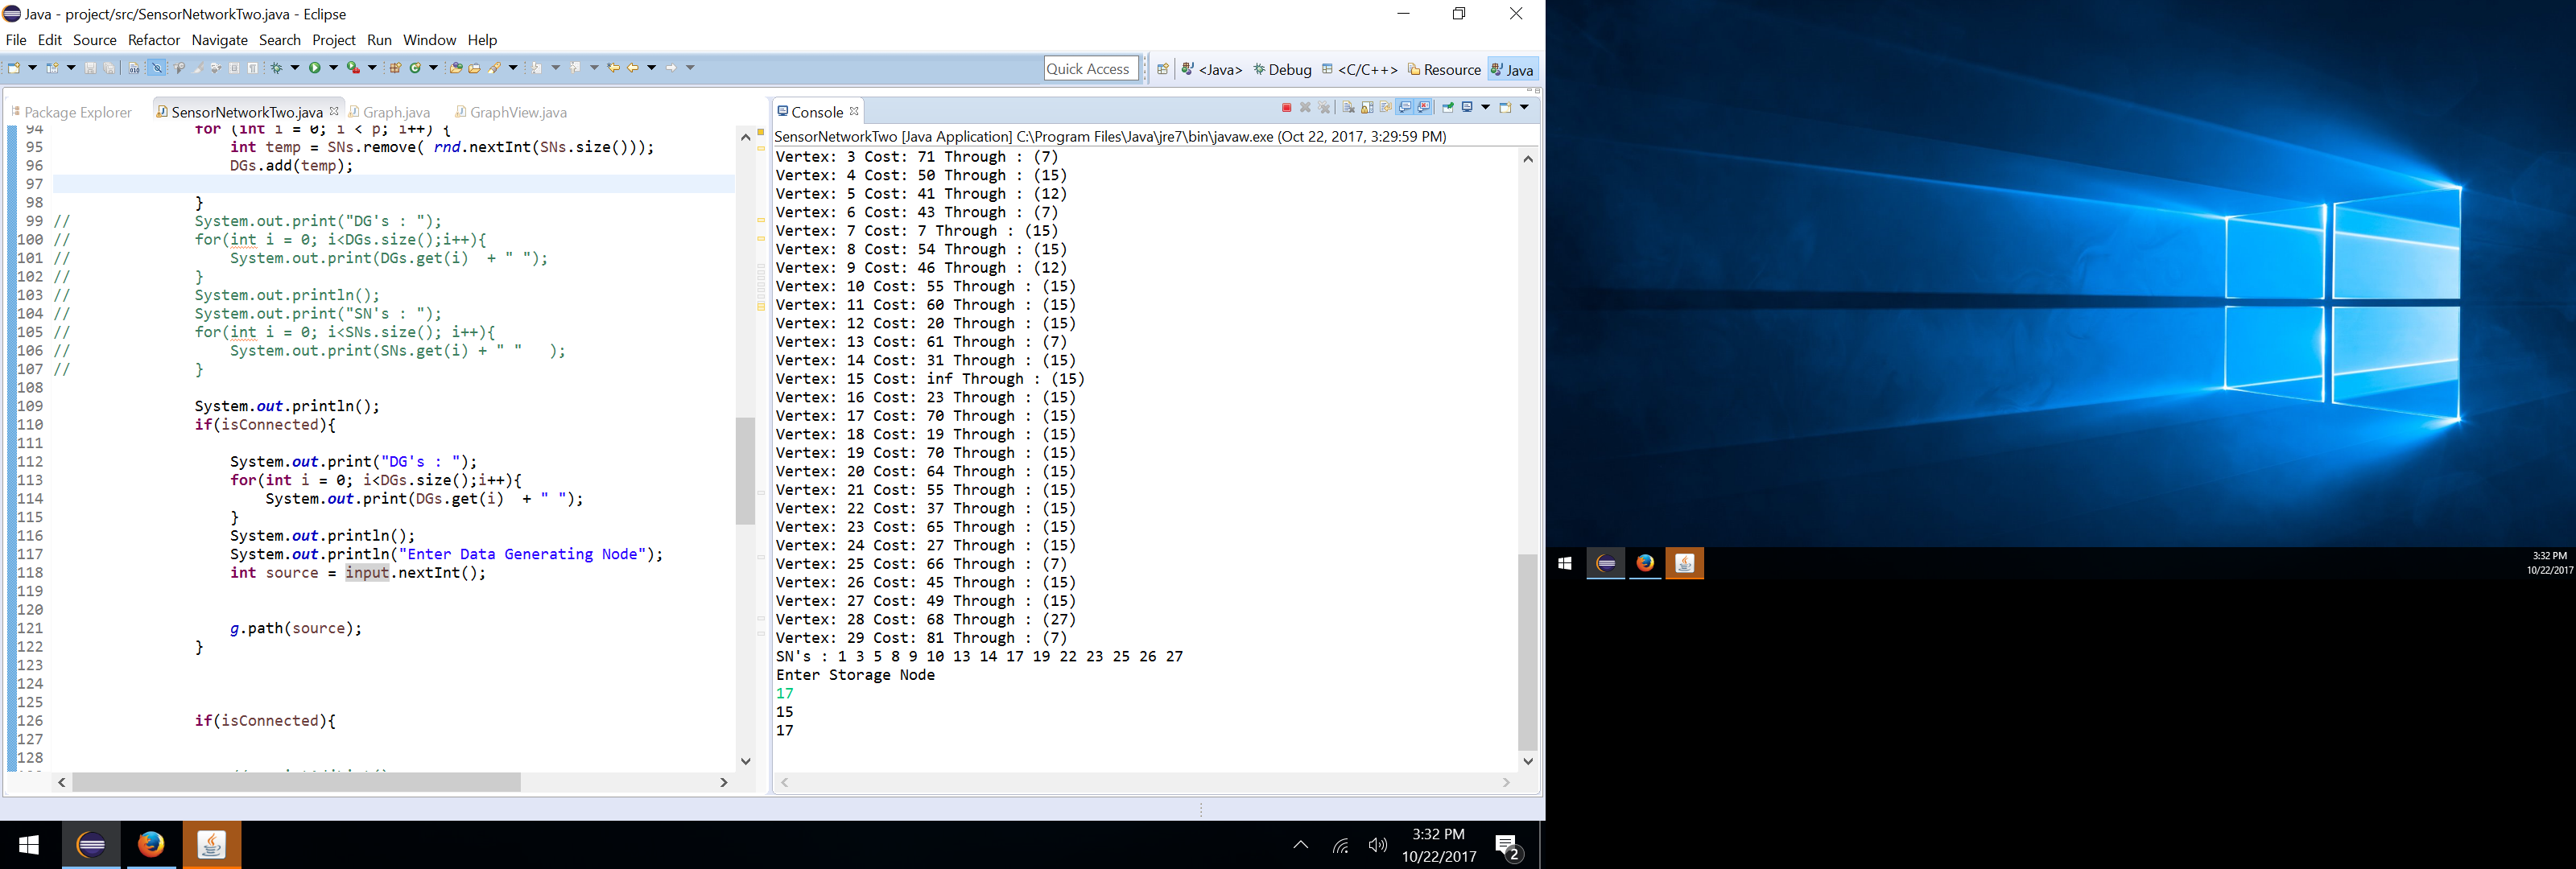 Java - project/src/SensorNetworkTwo.java - Eclipse
File Edit Source Refactor Navigate Search Project Run Window Help
Quick Access <Java> Debug <C/C++> Resource Java
Package Explorer SensorNetworkTwo.java Graph.java GraphView.java
94 for (int i = 0; i < p; i++) {
95 int temp = SNs.remove( rnd.nextInt(SNs.size()));
96 DGs.add(temp);
97
98 }
99 // System.out.print("DG's : ");
100 // for(int i = 0; i<DGs.size();i++){
101 // System.out.print(DGs.get(i)  + " ");
102 // }
103 // System.out.println();
104 // System.out.print("SN's : ");
105 // for(int i = 0; i<SNs.size(); i++){
106 // System.out.print(SNs.get(i) + " "   );
107 // }
108
109 System.out.println();
110 if(isConnected){
111
112 System.out.print("DG's : ");
113 for(int i = 0; i<DGs.size();i++){
114 System.out.print(DGs.get(i)  + " ");
115 }
116 System.out.println();
117 System.out.println("Enter Data Generating Node");
118 int source = input.nextInt();
119
120
121 g.path(source);
122 }
123
124
125
126 if(isConnected){
127
128
Console
SensorNetworkTwo [Java Application] C:\Program Files\Java\jre7\bin\javaw.exe (Oct 22, 2017, 3:29:59 PM)
Vertex: 3 Cost: 71 Through : (7)
Vertex: 4 Cost: 50 Through : (15)
Vertex: 5 Cost: 41 Through : (12)
Vertex: 6 Cost: 43 Through : (7)
Vertex: 7 Cost: 7 Through : (15)
Vertex: 8 Cost: 54 Through : (15)
Vertex: 9 Cost: 46 Through : (12)
Vertex: 10 Cost: 55 Through : (15)
Vertex: 11 Cost: 60 Through : (15)
Vertex: 12 Cost: 20 Through : (15)
Vertex: 13 Cost: 61 Through : (7)
Vertex: 14 Cost: 31 Through : (15)
Vertex: 15 Cost: inf Through : (15)
Vertex: 16 Cost: 23 Through : (15)
Vertex: 17 Cost: 70 Through : (15)
Vertex: 18 Cost: 19 Through : (15)
Vertex: 19 Cost: 70 Through : (15)
Vertex: 20 Cost: 64 Through : (15)
Vertex: 21 Cost: 55 Through : (15)
Vertex: 22 Cost: 37 Through : (15)
Vertex: 23 Cost: 65 Through : (15)
Vertex: 24 Cost: 27 Through : (15)
Vertex: 25 Cost: 66 Through : (7)
Vertex: 26 Cost: 45 Through : (15)
Vertex: 27 Cost: 49 Through : (15)
Vertex: 28 Cost: 68 Through : (27)
Vertex: 29 Cost: 81 Through : (7)
SN's : 1 3 5 8 9 10 13 14 17 19 22 23 25 26 27
Enter Storage Node
17
15
17
3:32 PM
10/22/2017
2
3:32 PM
10/22/2017